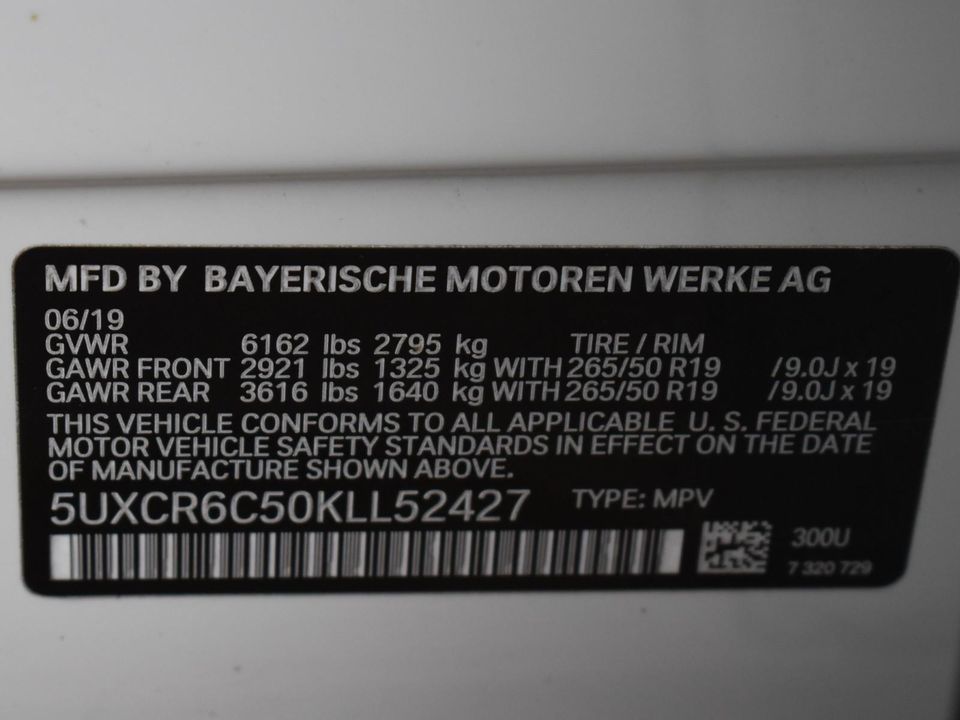 MFD BY BAYERISCHE MOTOREN WERKE AG
06/19
GVWR 6162 lbs 2795 kg TIRE / RIM
GAWR FRONT 2921 lbs 1325 kg WITH 265/50 R19 /9.0J x 19
GAWR REAR 3616 lbs 1640 kg WITH 265/50 R19 /9.0J x 19
THIS VEHICLE CONFORMS TO ALL APPLICABLE U. S. FEDERAL
MOTOR VEHICLE SAFETY STANDARDS IN EFFECT ON THE DATE
OF MANUFACTURE SHOWN ABOVE.
5UXCR6C50KLL52427 TYPE: MPV
300U
7 320 729